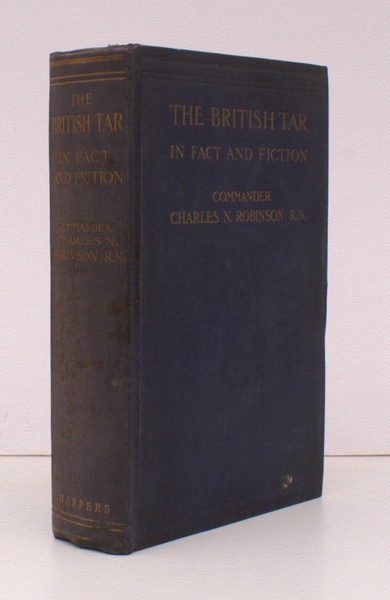 THE
BRITISH TAR
IN FACT
AND FICTION
COMMANDER
CHARLES N.
ROBINSON R.N.
HARPERS
THE BRITISH TAR
IN FACT AND FICTION
COMMANDER
CHARLES N. ROBINSON R.N.